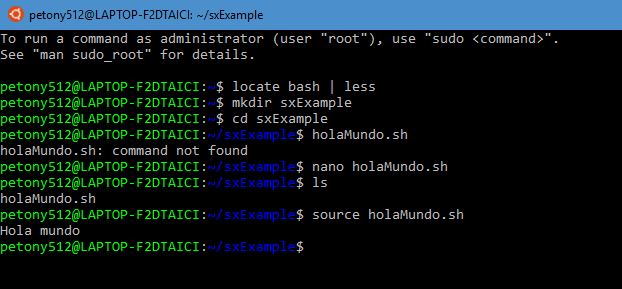 petony512@LAPTOP-F2DTAICI: ~/sxExample
To run a command as administrator (user "root"), use "sudo <command>".
See "man sudo_root" for details.
petony512@LAPTOP-F2DTAICI:~$ locate bash | less
petony512@LAPTOP-F2DTAICI:~$ mkdir sxExample
petony512@LAPTOP-F2DTAICI:~$ cd sxExample
petony512@LAPTOP-F2DTAICI:~/sxExample$ holaMundo.sh
holaMundo.sh: command not found
petony512@LAPTOP-F2DTAICI:~/sxExample$ nano holaMundo.sh
petony512@LAPTOP-F2DTAICI:~/sxExample$ ls
holaMundo.sh
petony512@LAPTOP-F2DTAICI:~/sxExample$ source holaMundo.sh
Hola mundo
petony512@LAPTOP-F2DTAICI:~/sxExample$